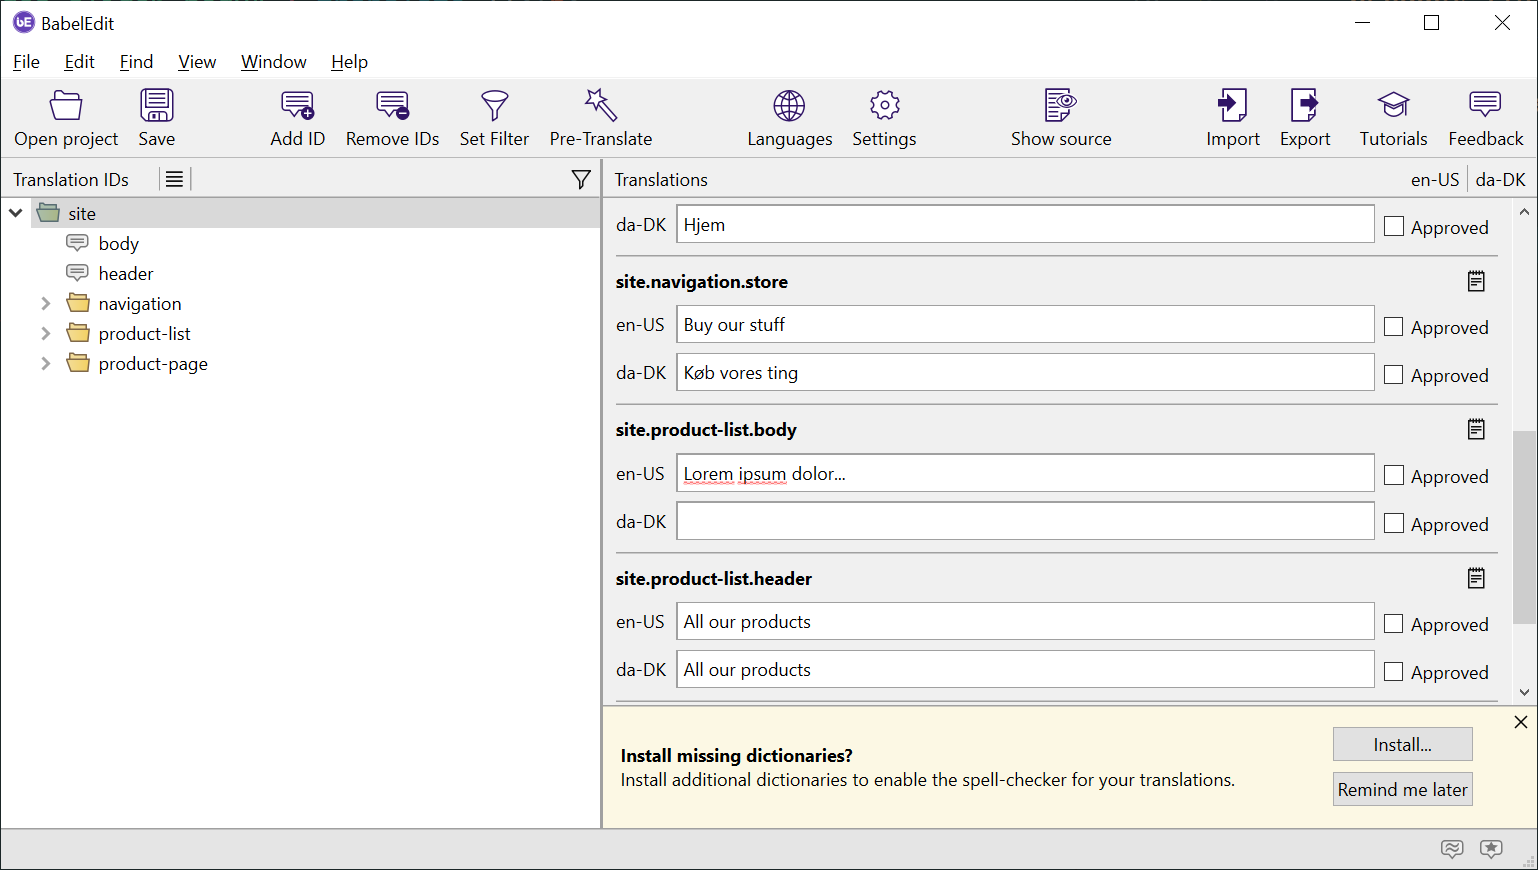 BabelEdit
File Edit Find View Window Help
Open project Save Add ID Remove IDs Set Filter Pre-Translate Languages Settings Show source Import Export Tutorials Feedback
Translation IDs
site
body
header
navigation
product-list
product-page
Translations en-US da-DK
da-DK Hjem Approved
site.navigation.store
en-US Buy our stuff Approved
da-DK Køb vores ting Approved
site.product-list.body
en-US Lorem ipsum dolor... Approved
da-DK Approved
site.product-list.header
en-US All our products Approved
da-DK All our products Approved
Install missing dictionaries?
Install additional dictionaries to enable the spell-checker for your translations.
Install...
Remind me later